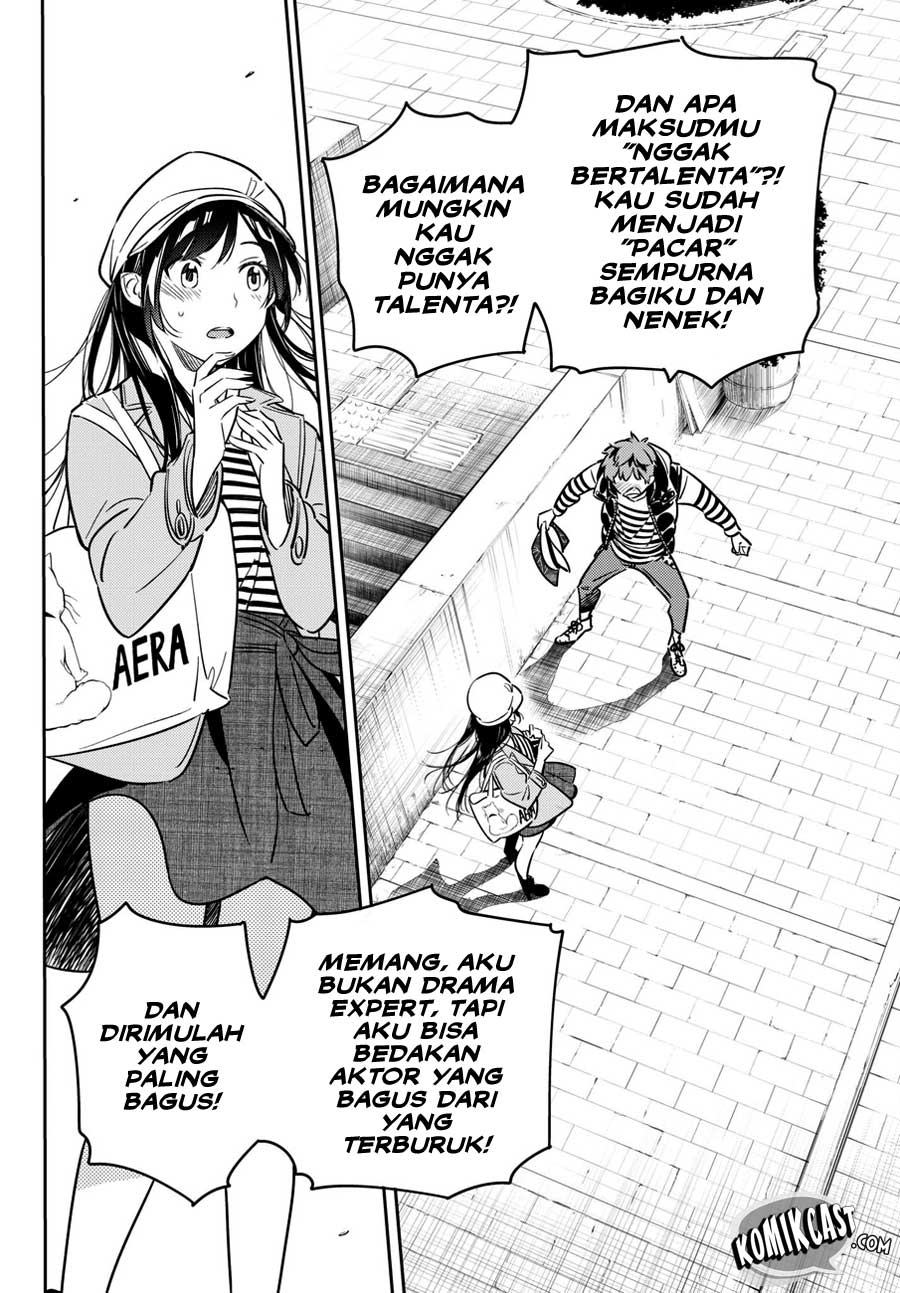 DAN APA
MAKSUDMU
"NGGAK
BERTALENTA"?!
KAU SUDAH
MENJADI
"PACAR"
SEMPURNA
BAGIKU DAN
NENEK!
BAGAIMANA
MUNGKIN
KAU
NGGAK
PUNYA
TALENTA?!
AERA
AERA
MEMANG, AKU
BUKAN DRAMA
EXPERT, TAPI
AKU BISA
BEDAKAN
AKTOR YANG
BAGUS DARI
YANG
TERBURUK!
DAN
DIRIMULAH
YANG
PALING
BAGUS!
KOMIKCAST.COM